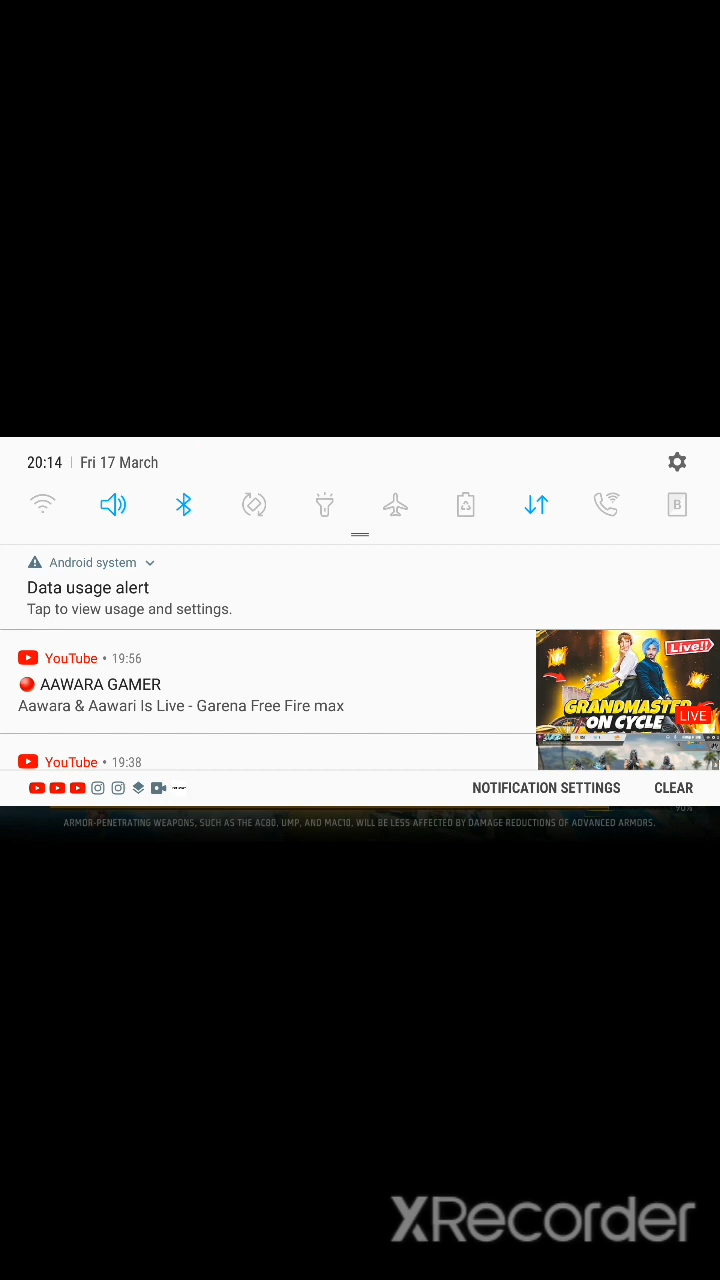 20:14 | Fri 17 March
B
Android system
Data usage alert
Tap to view usage and settings.
YouTube • 19:56
AAWARA GAMER
Aawara & Aawari Is Live - Garena Free Fire max
Live!!
GRANDMASTER
ON CYCLE
LIVE
YouTube • 19:38
NOTIFICATION SETTINGS CLEAR
90%
ARMOR-PENETRATING WEAPONS, SUCH AS THE AC80, UMP, AND MAC10, WILL BE LESS AFFECTED BY DAMAGE REDUCTIONS OF ADVANCED ARMORS.
XRecorder